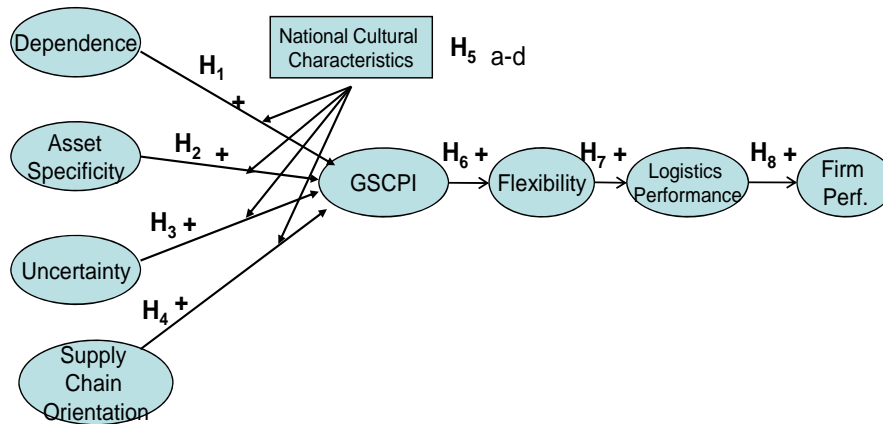 Dependence
H1
+
National Cultural
Characteristics
H5 a-d
Asset
Specificity
H2 +
GSCPI
H6 +
Flexibility
H7 +
Logistics
Performance
H8 +
Firm
Perf.
Uncertainty
H3 +
H4 +
Supply
Chain
Orientation